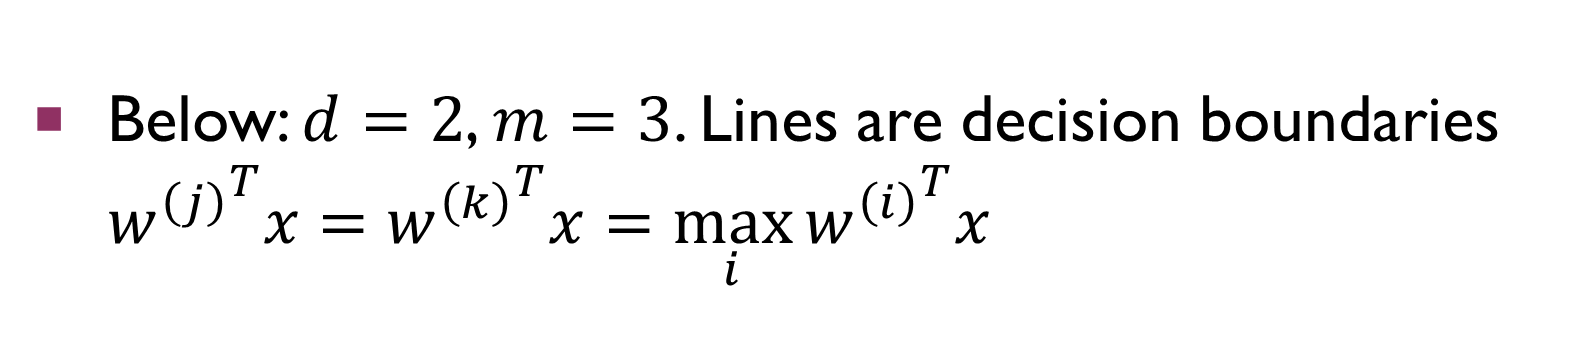 ▪ Below: d = 2, m = 3. Lines are decision boundaries
w^{(j)^T} x = w^{(k)^T} x = max_i w^{(i)^T} x